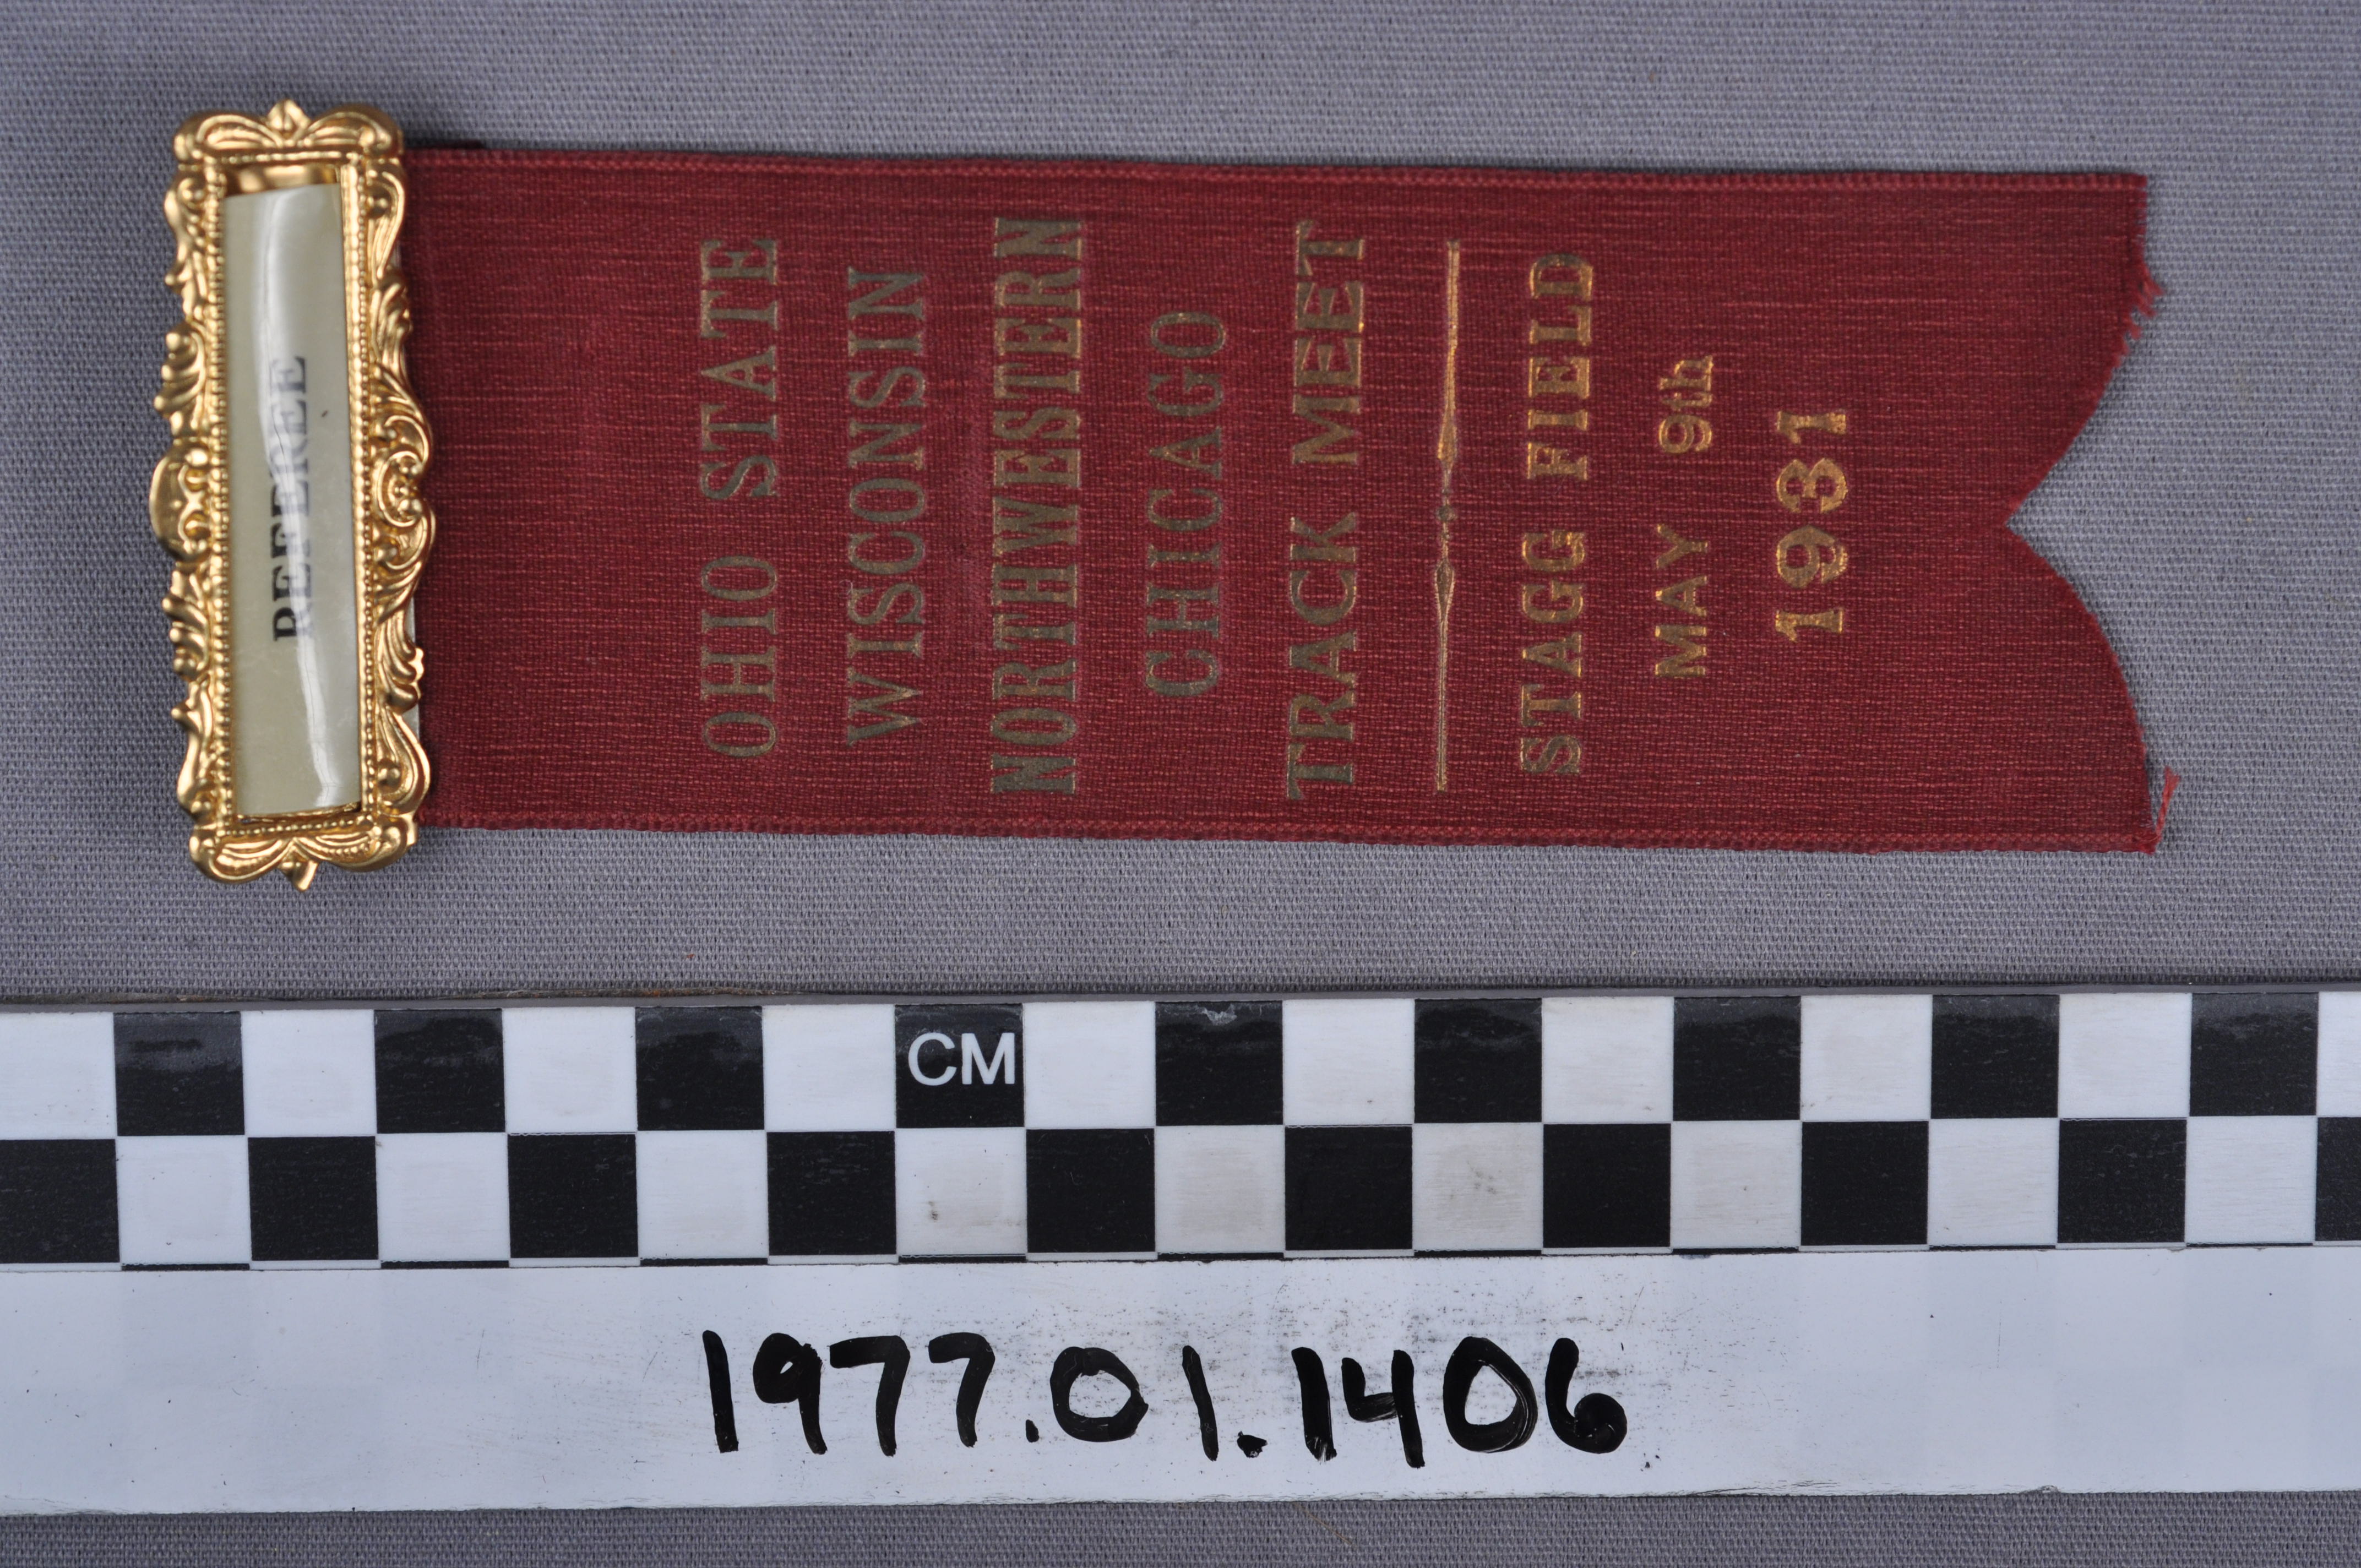 REFEREE
OHIO STATE
WISCONSIN
NORTHWESTERN
CHICAGO
TRACK MEET
STAGG FIELD
MAY 9th
1931
CM
1977.01.1406